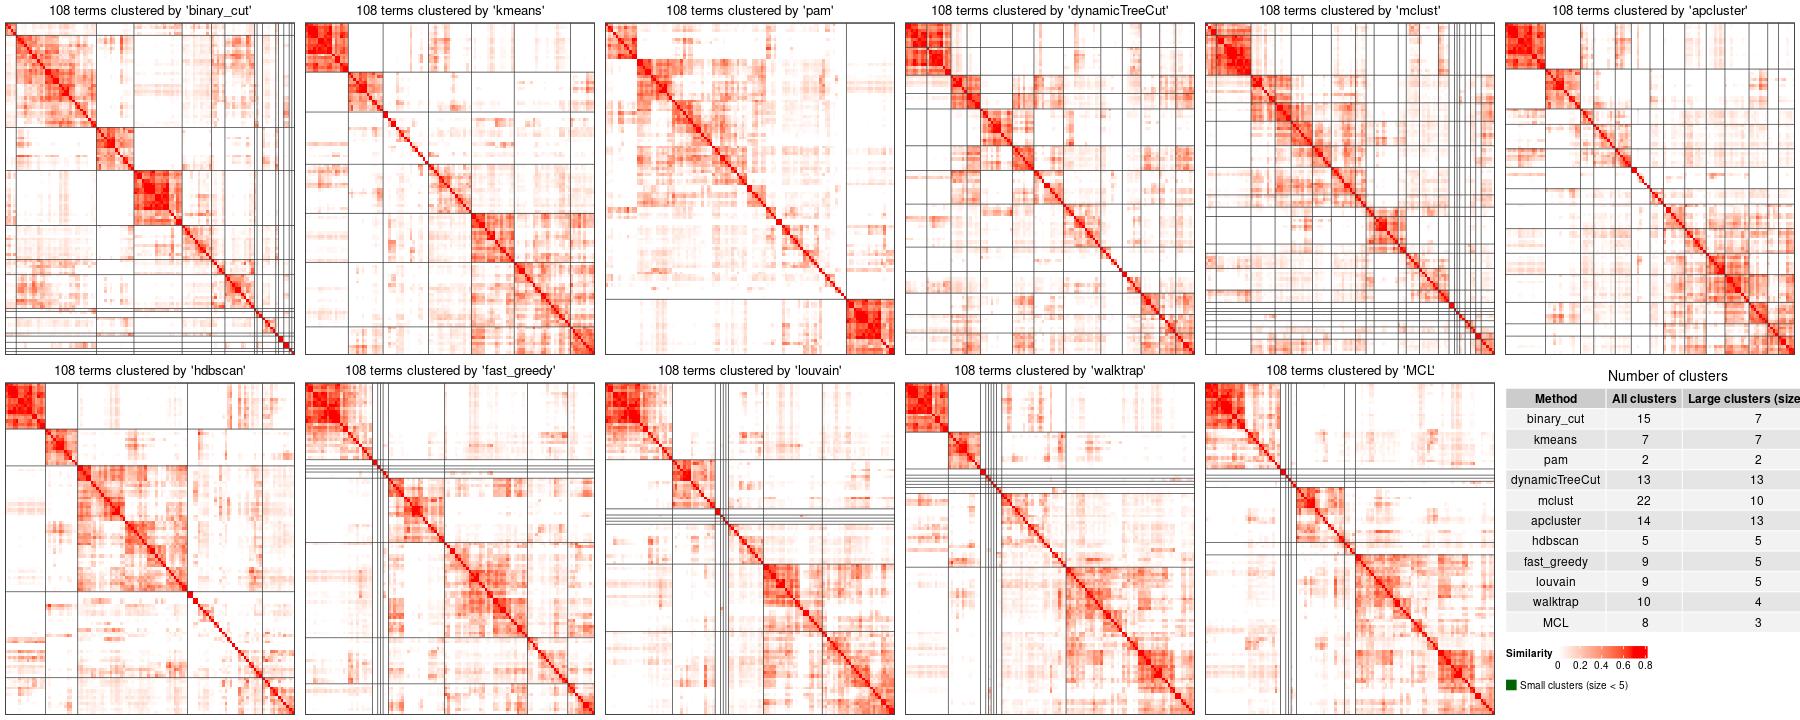 108 terms clustered by 'binary_cut'
108 terms clustered by 'kmeans'
108 terms clustered by 'pam'
108 terms clustered by 'dynamicTreeCut'
108 terms clustered by 'mclust'
108 terms clustered by 'apcluster'
108 terms clustered by 'hdbscan'
108 terms clustered by 'fast_greedy'
108 terms clustered by 'louvain'
108 terms clustered by 'walktrap'
108 terms clustered by 'MCL'
Number of clusters
Method All clusters Large clusters (size
binary_cut 15 7
kmeans 7 7
pam 2 2
dynamicTreeCut 13 13
mclust 22 10
apcluster 14 13
hdbscan 5 5
fast_greedy 9 5
louvain 9 5
walktrap 10 4
MCL 8 3
Similarity
0 0.2 0.4 0.6 0.8
Small clusters (size < 5)